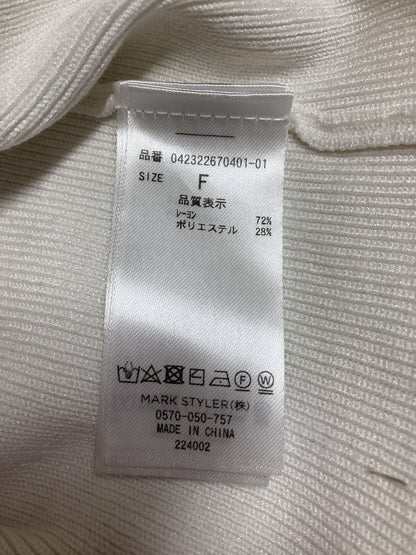 品番 042322670401-01
SIZE F
品質表示
レーヨン 72%
ポリエステル 28%
F W
MARK STYLER(株)
0570-050-757
MADE IN CHINA
224002